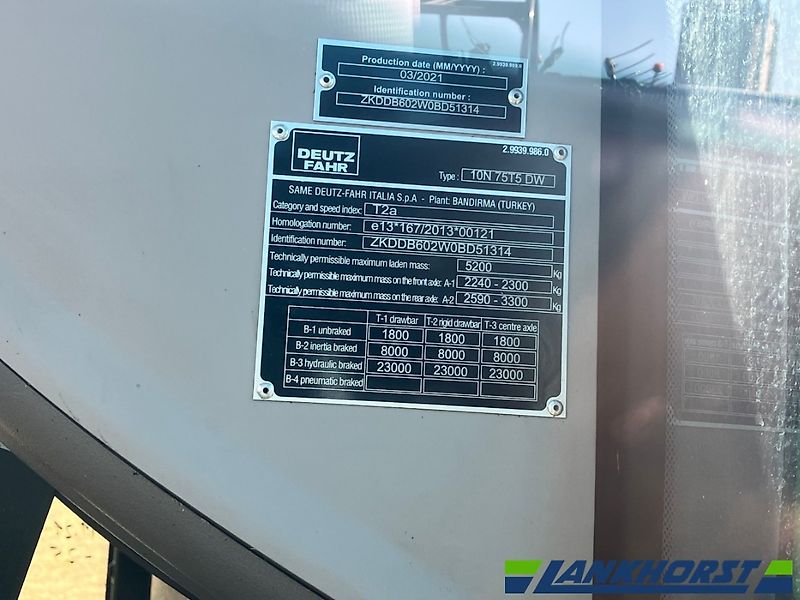 Production date (MM/YYYY) : 2.9939.989.0
03/2021
Identification number :
ZKDDB602W0BD51314
DEUTZ
FAHR
2.9939.986.0
Type : 10N 75T5 DW
SAME DEUTZ-FAHR ITALIA S.p.A - Plant: BANDIRMA (TURKEY)
Category and speed index: T2a
Homologation number: e13*167/2013*00121
Identification number: ZKDDB602W0BD51314
Technically permissible maximum laden mass: 5200 Kg
Technically permissible maximum mass on the front axle: A-1 2240 - 2300 Kg
Technically permissible maximum mass on the rear axle: A-2 2590 - 3300 Kg
T-1 drawbar T-2 rigid drawbar T-3 centre axle
B-1 unbraked 1800 1800 1800
B-2 inertia braked 8000 8000 8000
B-3 hydraulic braked 23000 23000 23000
B-4 pneumatic braked
LANKHORST